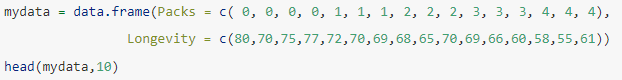 mydata = data.frame(Packs = c( 0, 0, 0, 0, 1, 1, 1, 2, 2, 2, 3, 3, 3, 4, 4, 4),
Longevity = c(80,70,75,77,72,70,69,68,65,70,69,66,60,58,55,61))
head(mydata,10)